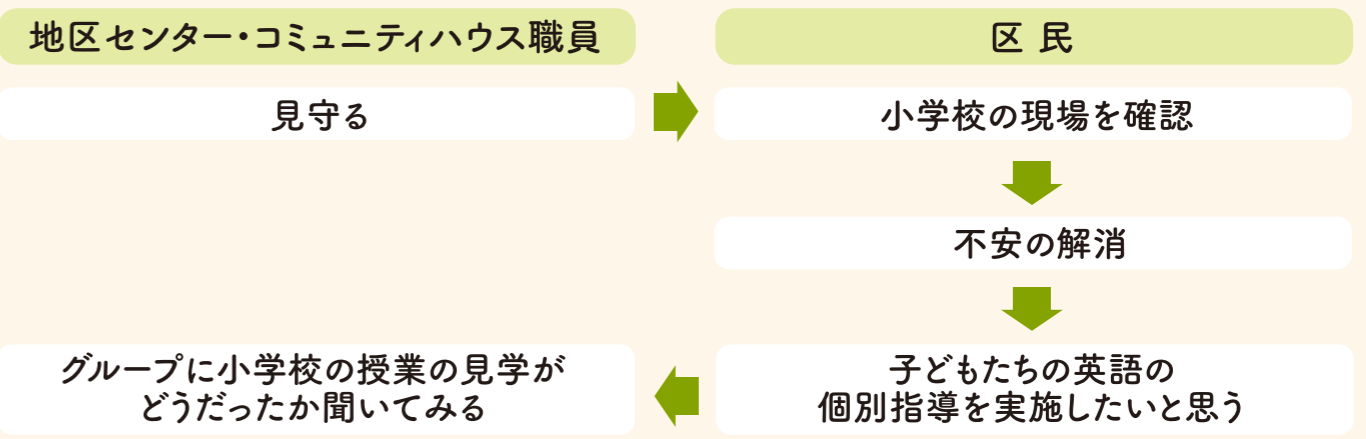 地区センター・コミュニティハウス職員
区民
見守る
小学校の現場を確認
不安の解消
子どもたちの英語の
個別指導を実施したいと思う
グループに小学校の授業の見学が
どうだったか聞いてみる